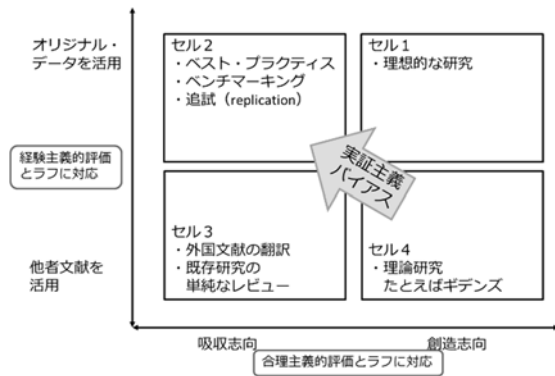 オリジナル・
データを活用
セル２
・ベスト・プラクティス
・ベンチマーキング
・追試（replication）
セル１
・理想的な研究
経験主義的評価
とラフに対応
実証主義
バイアス
他者文献を
活用
セル３
・外国文献の翻訳
・既存研究の
単純なレビュー
セル４
・理論研究
たとえばギデンズ
吸収志向
創造志向
合理主義的評価とラフに対応